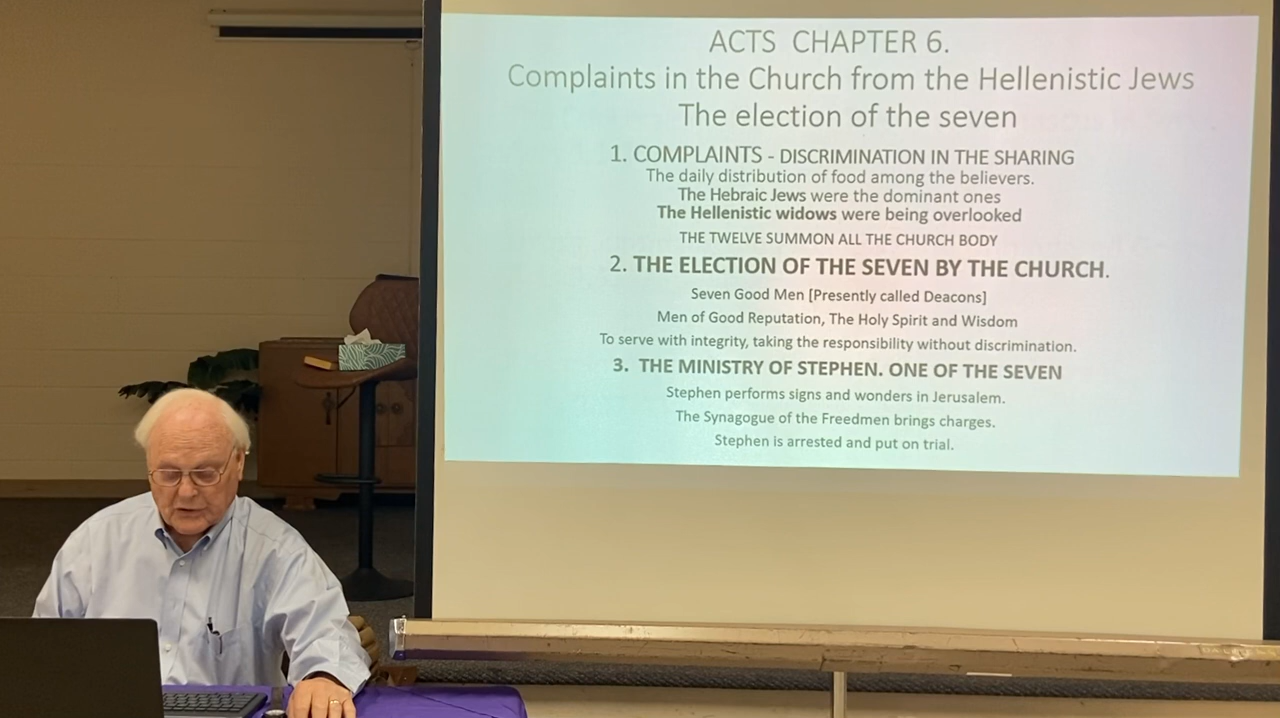 ACTS CHAPTER 6.
Complaints in the Church from the Hellenistic Jews
The election of the seven
1. COMPLAINTS - DISCRIMINATION IN THE SHARING
The daily distribution of food among the believers.
The Hebraic Jews were the dominant ones
The Hellenistic widows were being overlooked
THE TWELVE SUMMON ALL THE CHURCH BODY
2. THE ELECTION OF THE SEVEN BY THE CHURCH.
Seven Good Men [Presently called Deacons]
Men of Good Reputation, The Holy Spirit and Wisdom
To serve with integrity, taking the responsibility without discrimination.
3. THE MINISTRY OF STEPHEN. ONE OF THE SEVEN
Stephen performs signs and wonders in Jerusalem.
The Synagogue of the Freedmen brings charges.
Stephen is arrested and put on trial.